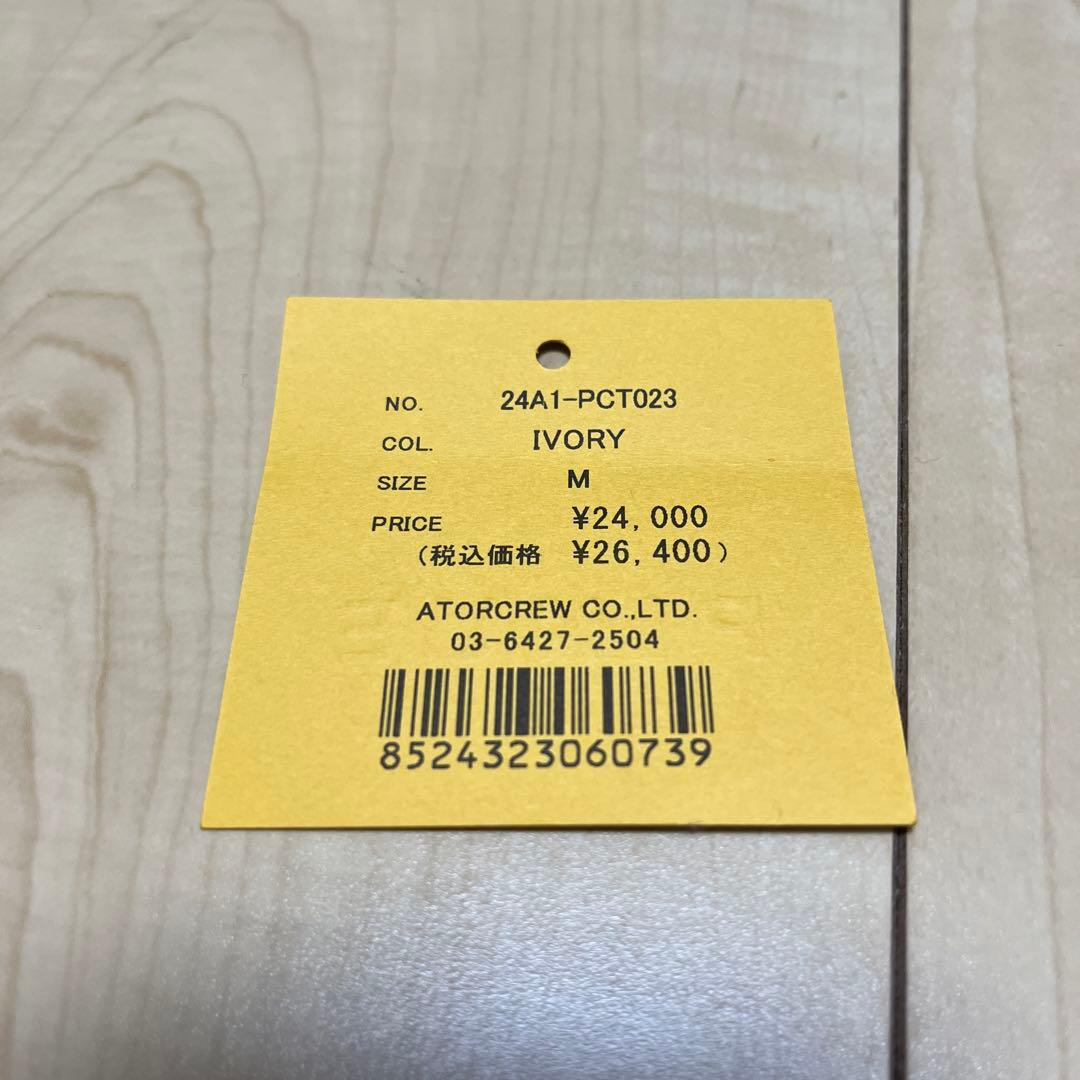 NO. 24A1-PCT023
COL. IVORY
SIZE M
PRICE ¥24,000
(税込価格 ¥26,400)
ATORCREW CO.,LTD.
03-6427-2504
8524323060739